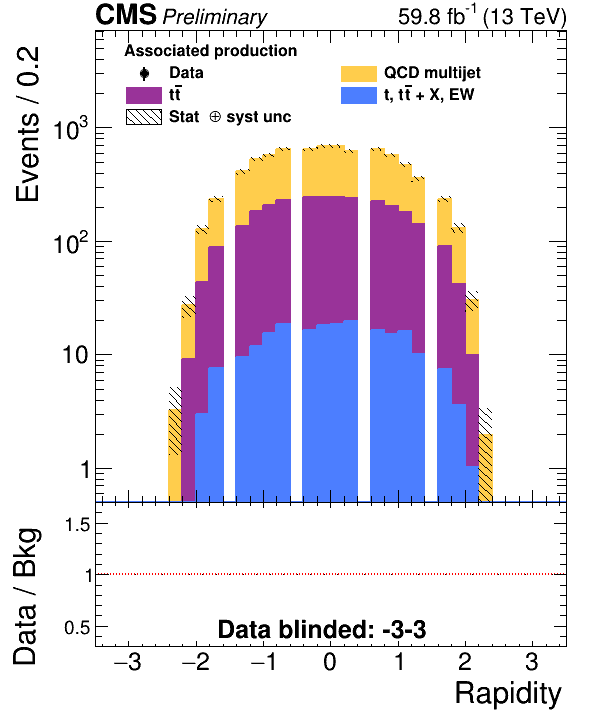 CMS Preliminary 59.8 fb⁻¹ (13 TeV)
Events / 0.2
Associated production
Data QCD multijet
tt̅ t, tt̅ + X, EW
Stat ⊕ syst unc
10³
10²
10
1
Data / Bkg
1.5
1
0.5
Data blinded: -3-3
−3 −2 −1 0 1 2 3
Rapidity